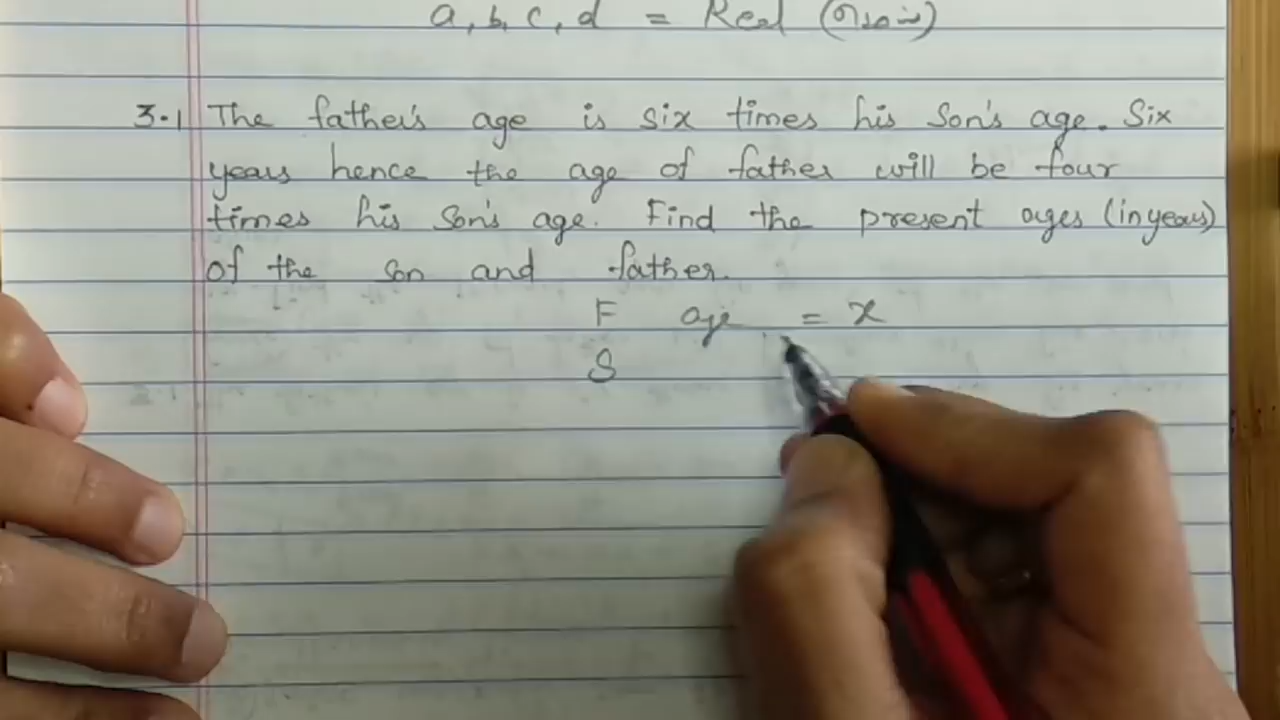 a, b, c, d = Real (மெய்)
3.1 The father's age is six times his Son's age. Six
years hence the age of father will be four
times his Son's age. Find the present ages (in years)
of the son and father.
F age = x
S